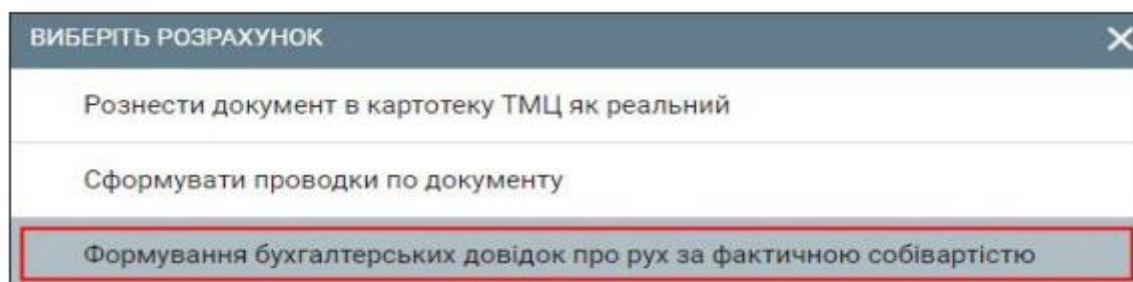 ВИБЕРІТЬ РОЗРАХУНОК
Рознести документ в картотеку ТМЦ як реальний
Сформувати проводки по документу
Формування бухгалтерських довідок про рух за фактичною собівартістю